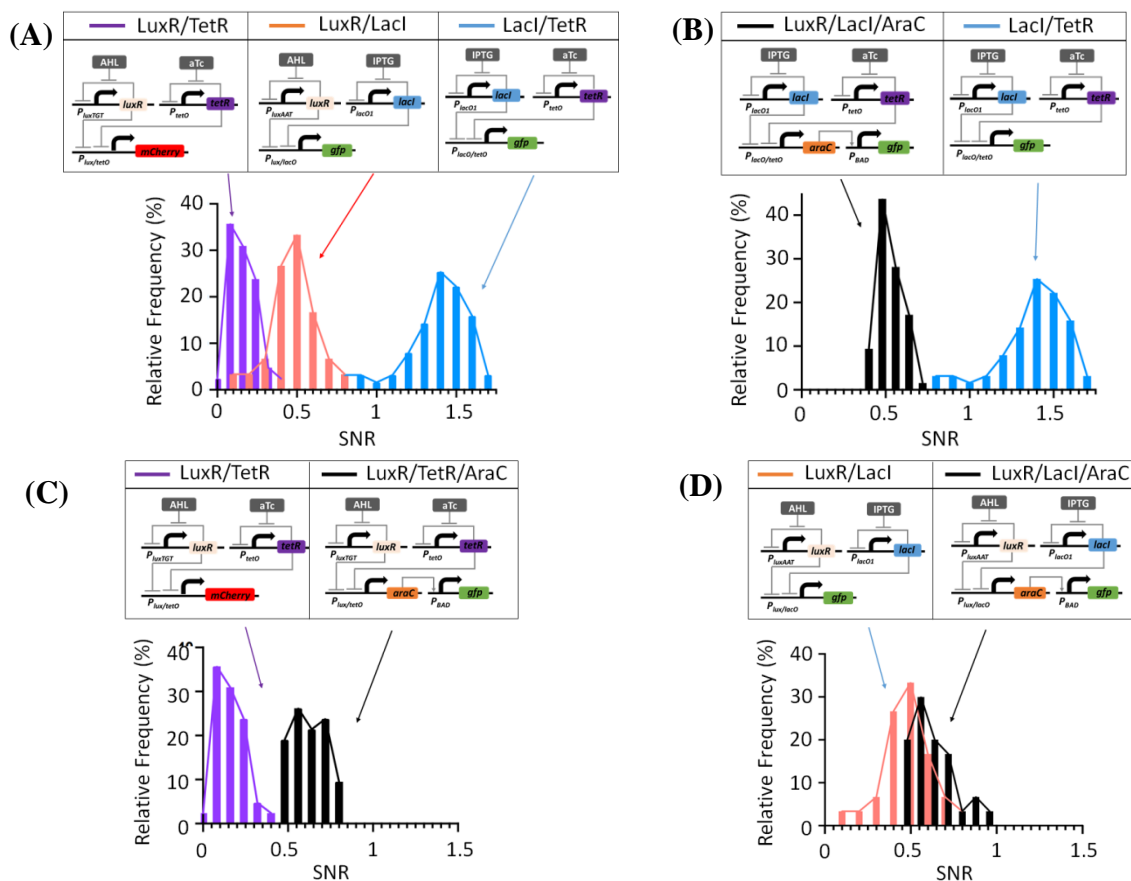 (A)
LuxR/TetR
LuxR/LacI
LacI/TetR
AHL
aTc
AHL
IPTG
IPTG
aTc
PluxTGT
luxR
PtetO
tetR
PluxAAT
luxR
PlacO1
lacI
PlacO1
lacI
PtetO
tetR
Plux/tetO
mCherry
Plux/lacO
gfp
PlacO/tetO
gfp
Relative Frequency (%)
40
30
20
10
0
0
0.5
1
1.5
SNR
(B)
LuxR/LacI/AraC
LacI/TetR
IPTG
aTc
IPTG
aTc
PlacO1
lacI
PtetO
tetR
PlacO1
lacI
PtetO
tetR
PlacO/tetO
araC
PBAD
gfp
PlacO/tetO
gfp
Relative Frequency (%)
40
30
20
10
0
0
0.5
1
1.5
SNR
(C)
LuxR/TetR
LuxR/TetR/AraC
AHL
aTc
AHL
aTc
PluxTGT
luxR
PtetO
tetR
PluxTGT
luxR
PtetO
tetR
Plux/tetO
mCherry
Plux/tetO
araC
PBAD
gfp
Relative Frequency (%)
40
30
20
10
0
0
0.5
1
1.5
SNR
(D)
LuxR/LacI
LuxR/LacI/AraC
AHL
IPTG
AHL
IPTG
PluxAAT
luxR
PlacO1
lacI
PluxAAT
luxR
PlacO1
lacI
Plux/lacO
gfp
Plux/lacO
araC
PBAD
gfp
Relative Frequency (%)
40
30
20
10
0
0
0.5
1
1.5
SNR